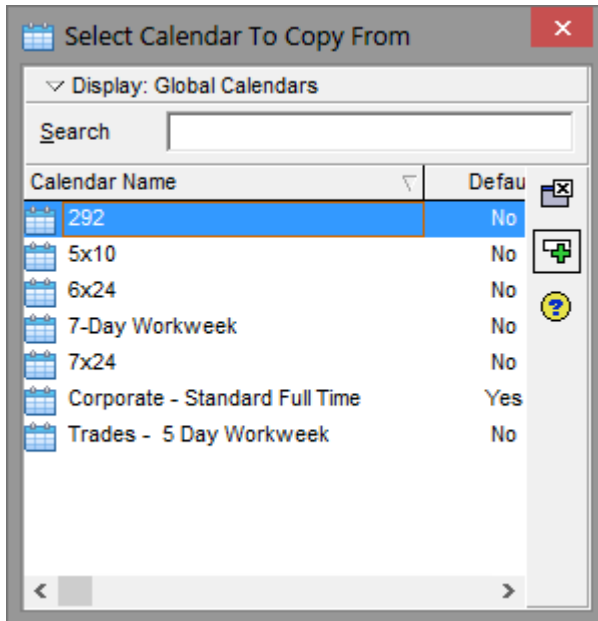 Select Calendar To Copy From
Display: Global Calendars
Search
Calendar Name Defau
292 No
5x10 No
6x24 No
7-Day Workweek No
7x24 No
Corporate - Standard Full Time Yes
Trades - 5 Day Workweek No